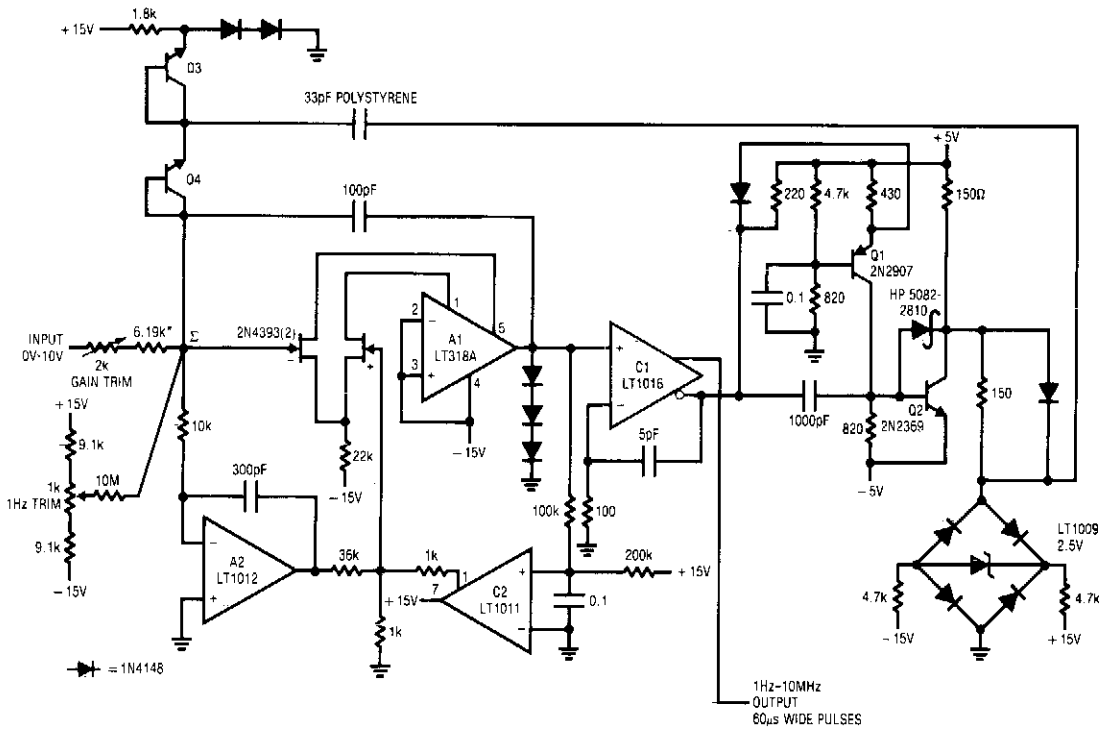 1.8k
+15V
Q3
33pF POLYSTYRENE
+5V
Q4
100pF
220
4.7k
430
150Ω
Q1
2N2907
2N4393(2)
1
5
2
A1
LT318A
3
4
-15V
0.1
820
HP 5082-
2810
INPUT
0V-10V
6.19k*
Σ
2k
GAIN TRIM
C1
LT1016
1000pF
Q2
2N2369
150
+15V
9.1k
10k
22k
-15V
5pF
820
-5V
1k
1Hz TRIM
10M
300pF
100k
100
LT1009
2.5V
9.1k
-15V
A2
LT1012
36k
1k
1
7
+15V
C2
LT1011
200k
+15V
0.1
4.7k
-15V
4.7k
+15V
1k
= 1N4148
1Hz-10MHz
OUTPUT
60µs WIDE PULSES